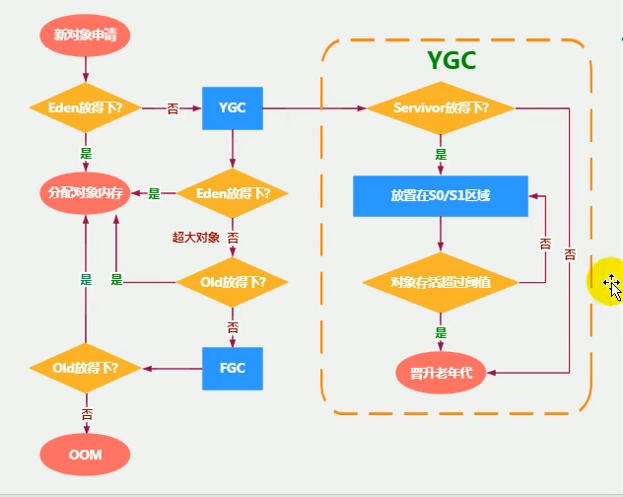 新对象申请
YGC
Eden放得下?
否
YGC
Servivor放得下?
是
是
分配对象内存
是
Eden放得下?
放置在S0/S1区域
超大对象
否
否
否
是
是
Old放得下?
对象存活超过阈值
否
是
Old放得下?
FGC
晋升老年代
否
OOM